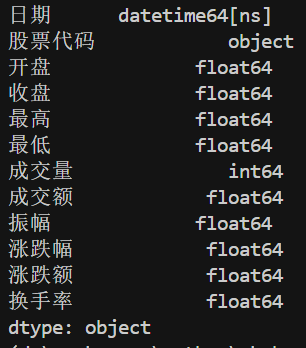 日期 datetime64[ns]
股票代码 object
开盘 float64
收盘 float64
最高 float64
最低 float64
成交量 int64
成交额 float64
振幅 float64
涨跌幅 float64
涨跌额 float64
换手率 float64
dtype: object